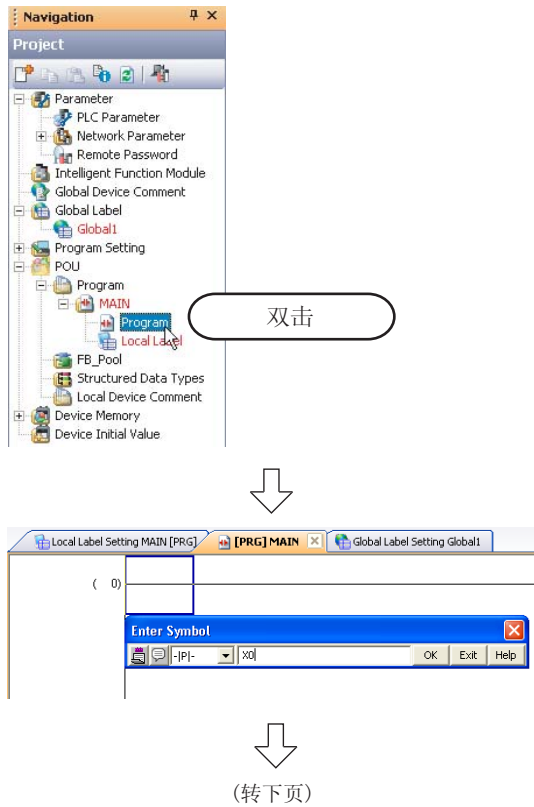 Navigation
Project
Parameter
PLC Parameter
Network Parameter
Remote Password
Intelligent Function Module
Global Device Comment
Global Label
Global1
Program Setting
POU
Program
MAIN
Program
Local Label
FB_Pool
Structured Data Types
Local Device Comment
Device Memory
Device Initial Value
双击
Local Label Setting MAIN [PRG] [PRG] MAIN Global Label Setting Global1
( 0)
Enter Symbol
-|P|- X0 OK Exit Help
(转下页)